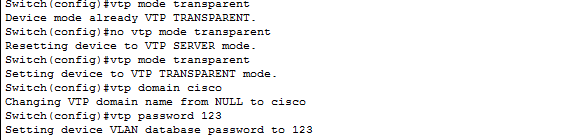 Switch(config)#vtp mode transparent
Device mode already VTP TRANSPARENT.
Switch(config)#no vtp mode transparent
Resetting device to VTP SERVER mode.
Switch(config)#vtp mode transparent
Setting device to VTP TRANSPARENT mode.
Switch(config)#vtp domain cisco
Changing VTP domain name from NULL to cisco
Switch(config)#vtp password 123
Setting device VLAN database password to 123